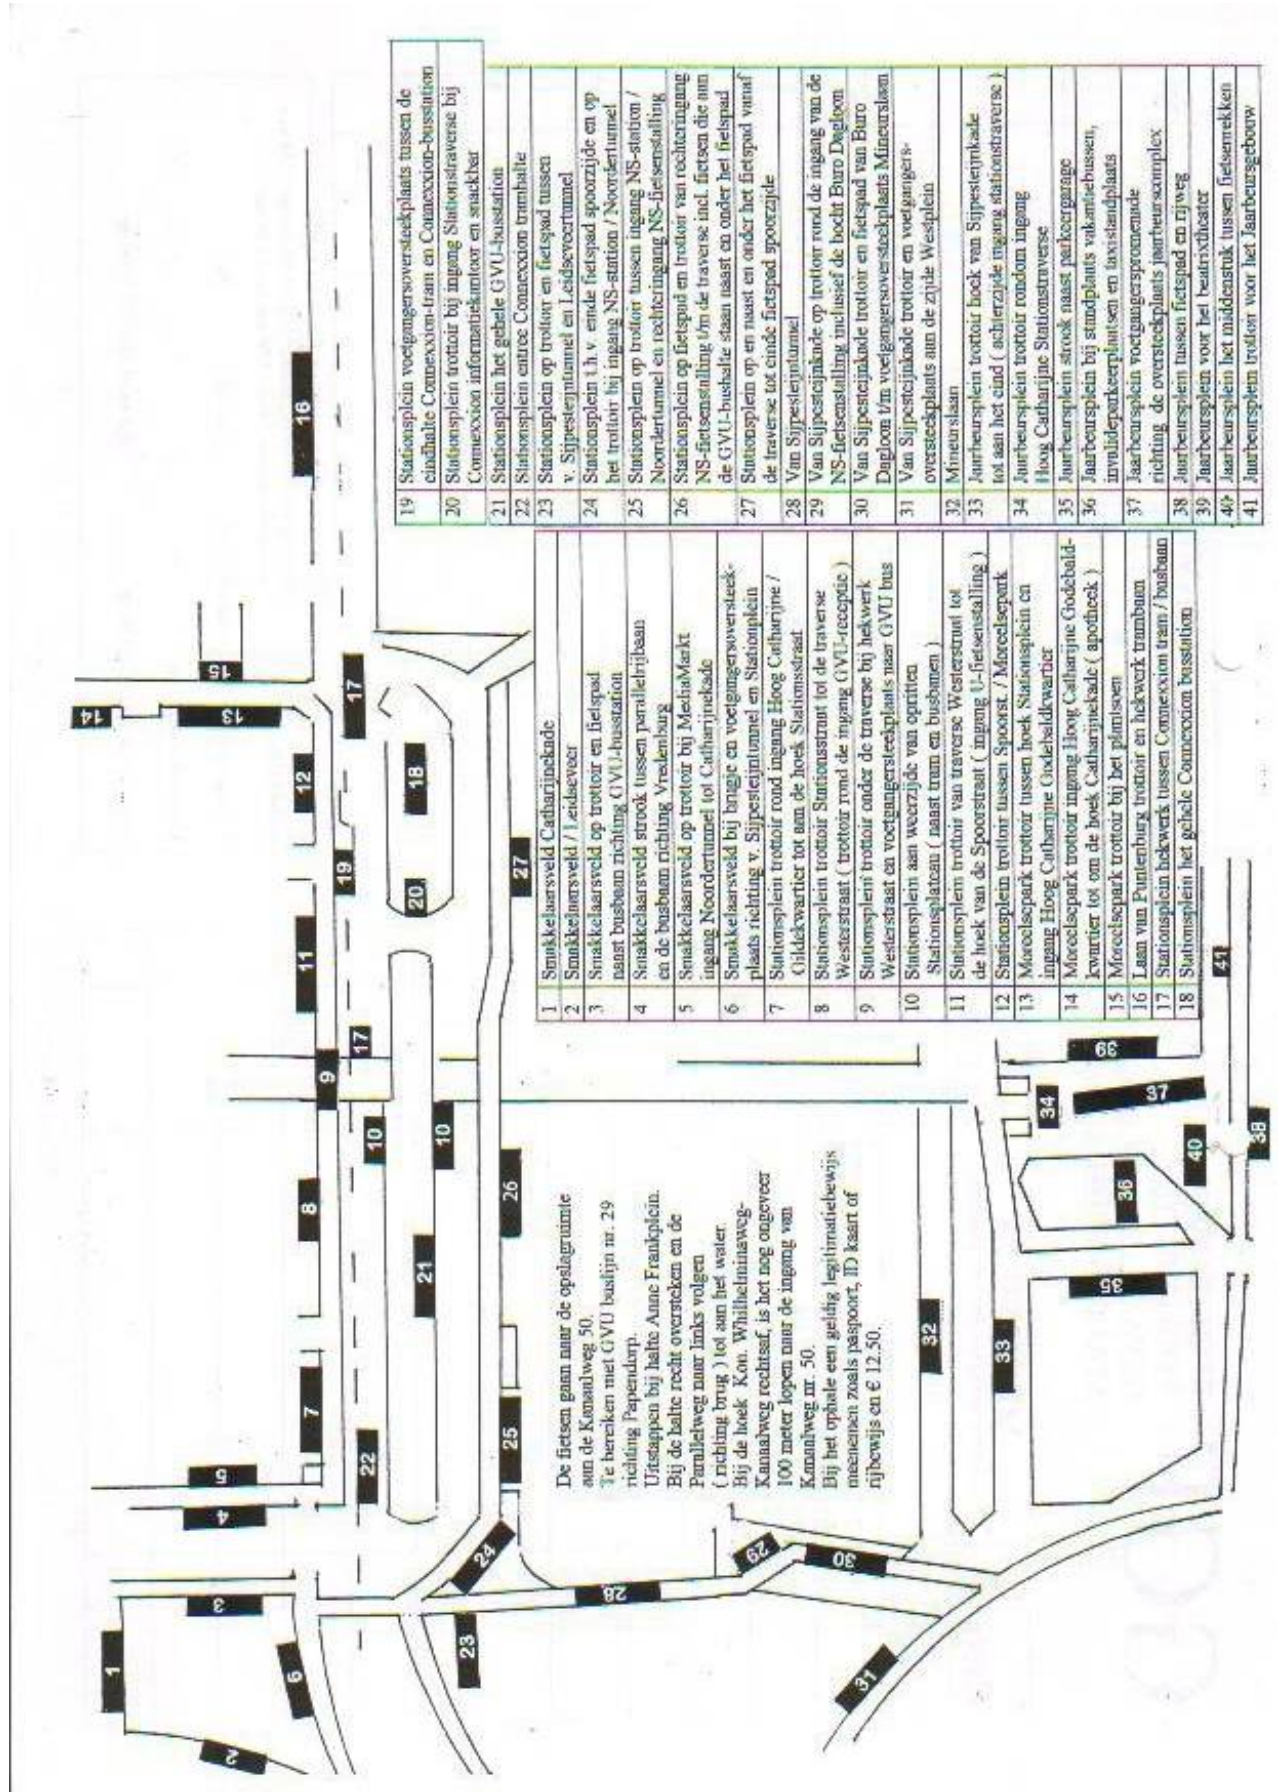 1 Smakkelaarsveld Catharijnekade
2 Smakkelaarsveld / Leidseveer
3 Smakkelaarsveld op trottoir en fietspad
naast busbaan richting GVU-busstation
4 Smakkelaarsveld strook tussen parallelrijbaan
en de busbaan richting Vredenburg
5 Smakkelaarsveld op trottoir bij MediaMarkt
ingang Noordertunnel tot Catharijnekade
6 Smakkelaarsveld bij brugje en voetgangersoversteek-
plaats richting v. Sijpesteijntunnel en Stationplein
7 Stationsplein trottoir rond ingang Hoog Catharijne /
Gildekwartier tot aan de hoek Stationsstraat
8 Stationsplein trottoir Stationsstraat tot de traverse
Westerstraat ( trottoir rond de ingang GVU-receptie )
9 Stationsplein trottoir onder de traverse bij hekwerk
Westerstraat en voetgangersteekplaats naar GVU bus
10 Stationsplein aan weerzijde van opritten
Stationsplateau ( naast tram en busbanen )
11 Stationsplein trottoir van traverse Westerstraat tot
de hoek van de Spoorstraat ( ingang U-fietsenstalling )
12 Stationsplein trottoir tussen Spoorst. / Moreelsepark
13 Moreelsepark trottoir tussen hoek Stationsplein en
ingang Hoog Catharijne Godebaldkwartier
14 Moreelsepark trottoir ingang Hoog Catharijne Godebald-
kwartier tot om de hoek Catharijnekade ( apotheek )
15 Moreelsepark trottoir bij het plantsoen
16 Laan van Puntenburg trottoir en hekwerk trambaan
17 Stationsplein hekwerk tussen Connexxion tram / busbaan
18 Stationsplein het gehele Connexxion busstation
19 Stationsplein voetgangersoversteekplaats tussen de
eindhalte Connexxion-tram en Connexxion-busstation
20 Stationsplein trottoir bij ingang Stationstraverse bij
Connexxion informatiekantoor en snackbar
21 Stationsplein het gehele GVU-busstation
22 Stationsplein entree Connexxion tramhalte
23 Stationsplein op trottoir en fietspad tussen
v. Sijpesteijntunnel en Leidseveertunnel
24 Stationsplein t.h.v. einde fietspad spoorzijde en op
het trottoir bij ingang NS-station / Noordertunnel
25 Stationsplein op trottoir tussen ingang NS-station /
Noordertunnel en rechteringang NS-fietsenstalling
26 Stationsplein op fietspad en trottoir van rechteringang
NS-fietsenstalling t/m de traverse incl. fietsen die aan
de GVU-bushalte staan naast en onder het fietspad
27 Stationsplein op en naast en onder het fietspad vanaf
de traverse tot einde fietspad spoorzijde
28 Van Sijpesteijntunnel
29 Van Sijpesteijnkade op trottoir rond de ingang van de
NS-fietsenstalling inclusief de bocht Buro Dagloon
30 Van Sijpesteijnkade trottoir en fietspad van Buro
Dagloon t/m voetgangersoversteekplaats Mineurslaan
31 Van Sijpesteijnkade trottoir en voetgangers-
oversteekplaats aan de zijde Westplein
32 Mineurslaan
33 Jaarbeursplein trottoir hoek van Sijpesteijnkade
tot aan het eind ( achterzijde ingang stationstraverse )
34 Jaarbeursplein trottoir rondom ingang
Hoog Catharijne Stationstraverse
35 Jaarbeursplein strook naast parkeergarage
36 Jaarbeursplein bij standplaats vakantiebussen,
invalideparkeerplaatsen en taxistandplaats
37 Jaarbeursplein voetgangerspromenade
richting de oversteekplaats jaarbeurscomplex
38 Jaarbeursplein tussen fietspad en rijweg
39 Jaarbeursplein voor het beatrixtheater
40 Jaarbeursplein het middenstuk tussen fietsenrekken
41 Jaarbeursplein trottoir voor het Jaarbeursgebouw
De fietsen gaan naar de opslagruimte
aan de Kanaalweg 50.
Te bereiken met GVU buslijn nr. 29
richting Papendorp.
Uitstappen bij halte Anne Frankplein.
Bij de halte recht oversteken en de
Parallelweg naar links volgen
( richting brug ) tot aan het water.
Bij de hoek Kon. Whilhelminaweg-
Kanaalweg rechtsaf, is het nog ongeveer
100 meter lopen naar de ingang van
Kanaalweg nr. 50.
Bij het ophale een geldig legitimatiebewijs
meenemen zoals paspoort, ID kaart of
rijbewijs en € 12.50.
1
2
3
4
5
6
7
8
9
10
10
11
12
13
14
15
16
17
17
18
19
20
21
22
23
24
25
26
27
28
29
30
31
32
33
34
35
36
37
38
39
40
41